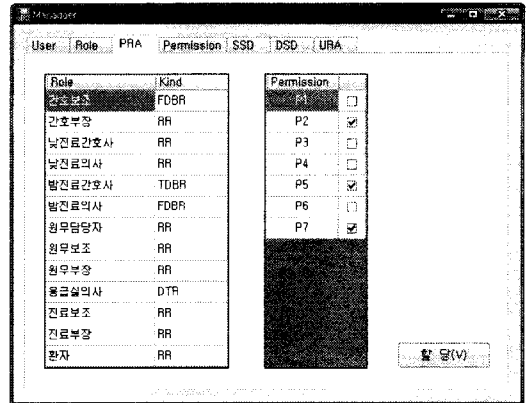 Manager
User Role PRA Permission SSD DSD URA
Role Kind
간호보조 FDBR
간호부장 RR
낮진료간호사 RR
낮진료의사 RR
밤진료간호사 TDBR
밤진료의사 FDBR
원무담당자 RR
원무보조 RR
원무부장 RR
응급실의사 DTR
진료보조 RR
진료부장 RR
환자 RR
Permission
P1
P2
P3
P4
P5
P6
P7
할 당(V)